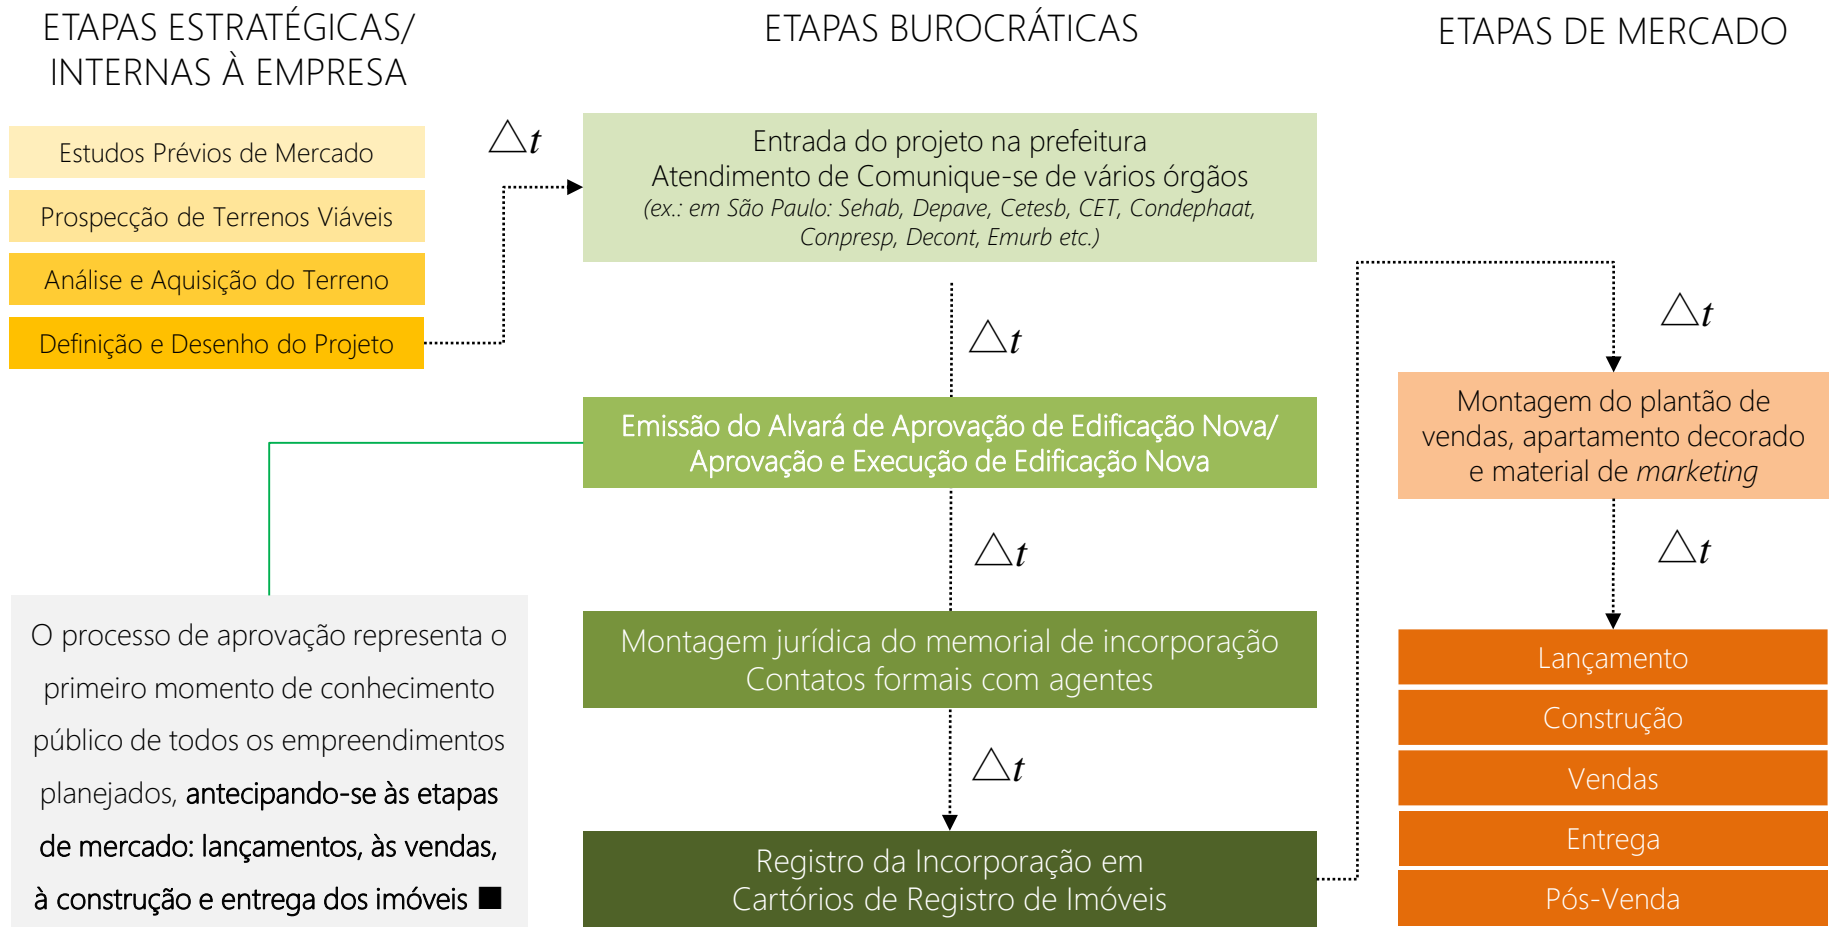 ETAPAS ESTRATÉGICAS/
INTERNAS À EMPRESA
Estudos Prévios de Mercado
Prospecção de Terrenos Viáveis
Análise e Aquisição do Terreno
Definição e Desenho do Projeto
△t
ETAPAS BUROCRÁTICAS
Entrada do projeto na prefeitura
Atendimento de Comunique-se de vários órgãos
(ex.: em São Paulo: Sehab, Depave, Cetesb, CET, Condephaat,
Conpresp, Decont, Emurb etc.)
△t
Emissão do Alvará de Aprovação de Edificação Nova/
Aprovação e Execução de Edificação Nova
△t
Montagem jurídica do memorial de incorporação
Contatos formais com agentes
△t
Registro da Incorporação em
Cartórios de Registro de Imóveis
O processo de aprovação representa o
primeiro momento de conhecimento
público de todos os empreendimentos
planejados, antecipando-se às etapas
de mercado: lançamentos, às vendas,
à construção e entrega dos imóveis ■
ETAPAS DE MERCADO
△t
Montagem do plantão de
vendas, apartamento decorado
e material de marketing
△t
Lançamento
Construção
Vendas
Entrega
Pós-Venda